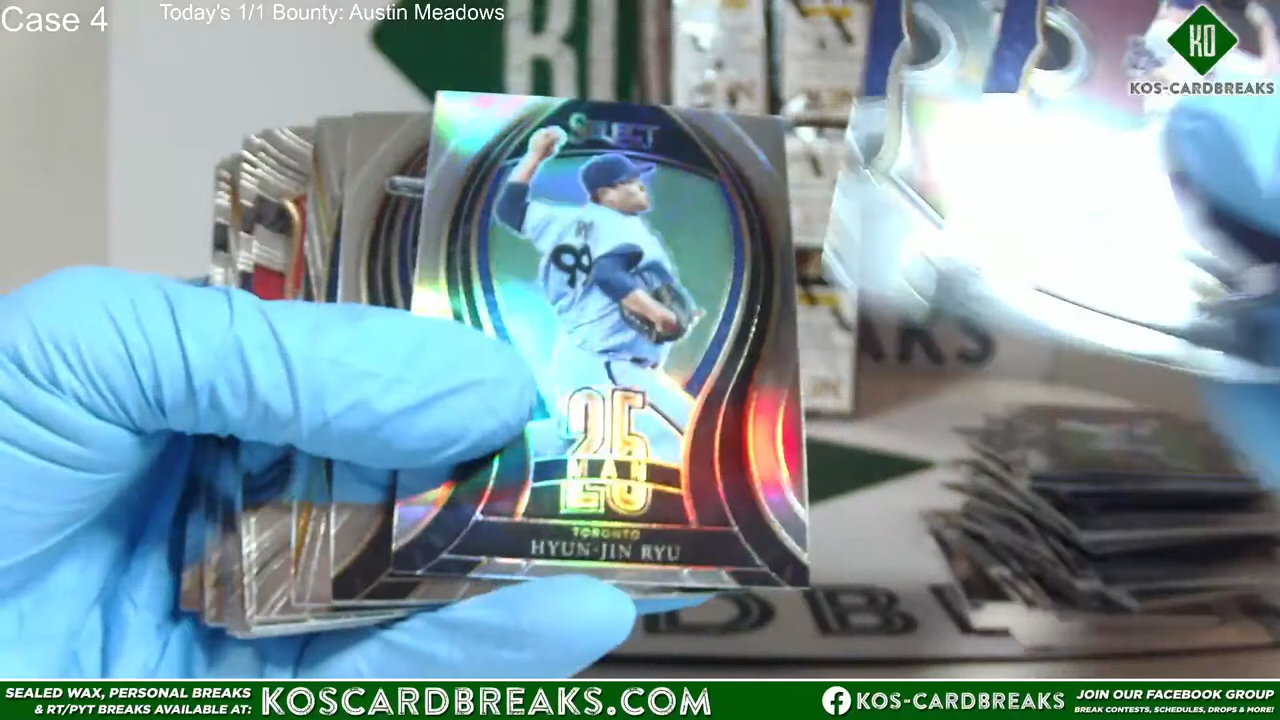 Case 4
Today's 1/1 Bounty: Austin Meadows
KO
KOS-CARDBREAKS
SELECT
99
25
MAN
TORONTO
HYUN-JIN RYU
SEALED WAX, PERSONAL BREAKS
& RT/PYT BREAKS AVAILABLE AT:
KOSCARDBREAKS.COM
KOS-CARDBREAKS
JOIN OUR FACEBOOK GROUP
BREAK CONTESTS, SCHEDULES, DROPS & MORE!